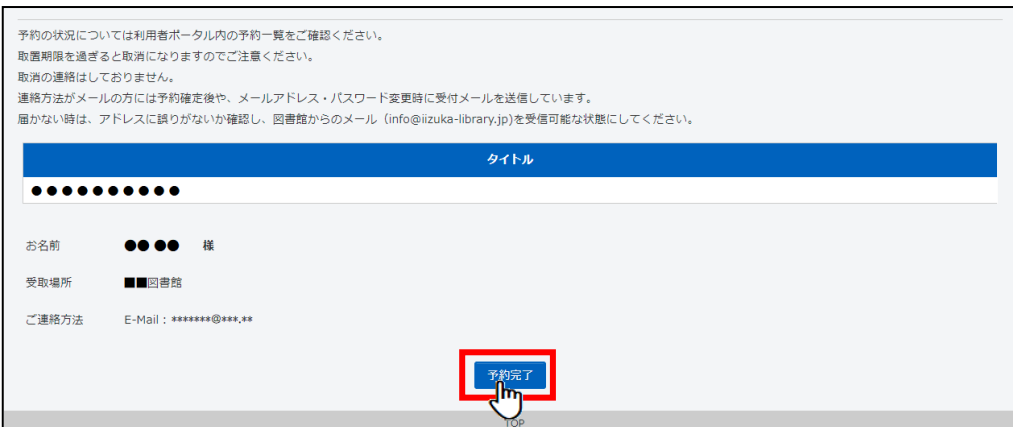 予約の状況については利用者ポータル内の予約一覧をご確認ください。
取置期限を過ぎると取消になりますのでご注意ください。
取消の連絡はしておりません。
連絡方法がメールの方には予約確定後や、メールアドレス・パスワード変更時に受付メールを送信しています。
届かない時は、アドレスに誤りがないか確認し、図書館からのメール（info@iizuka-library.jp)を受信可能な状態にしてください。
タイトル
●●●●●●●●●●
お名前 ●● ●● 様
受取場所 ■■図書館
ご連絡方法 E-Mail : *******@***.**
予約完了
TOP